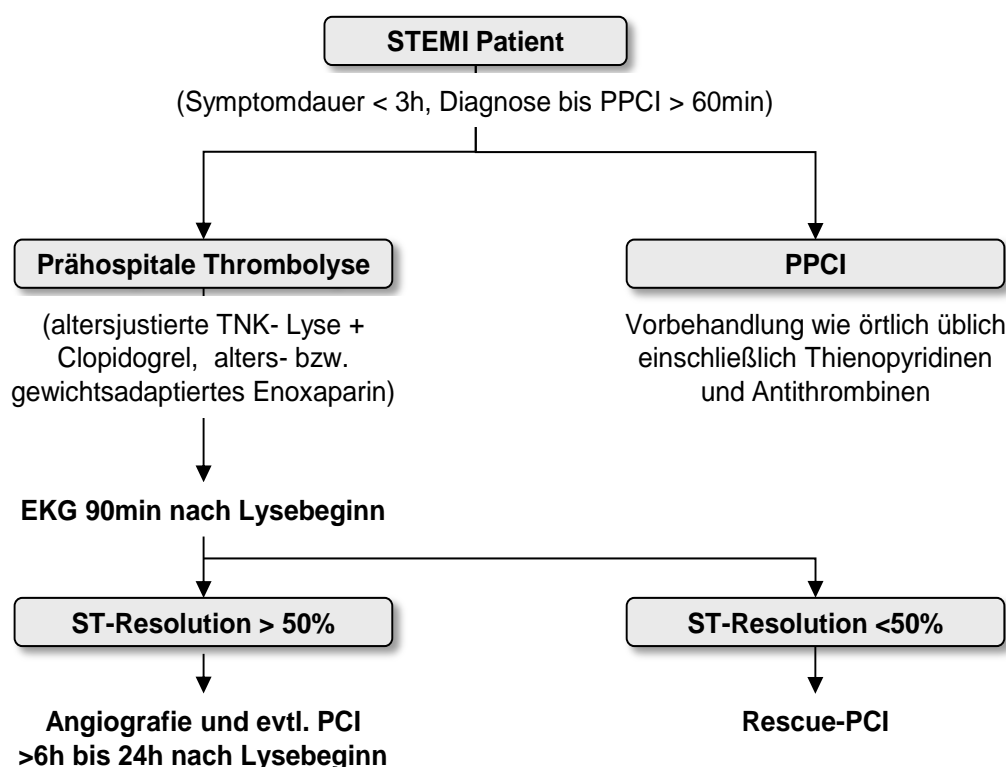 STEMI Patient
(Symptomdauer < 3h, Diagnose bis PPCI > 60min)
Prähospitale Thrombolyse
(altersjustierte TNK- Lyse +
Clopidogrel, alters- bzw.
gewichtsadaptiertes Enoxaparin)
PPCI
Vorbehandlung wie örtlich üblich
einschließlich Thienopyridinen
und Antithrombinen
EKG 90min nach Lysebeginn
ST-Resolution > 50%
ST-Resolution <50%
Angiografie und evtl. PCI
>6h bis 24h nach Lysebeginn
Rescue-PCI